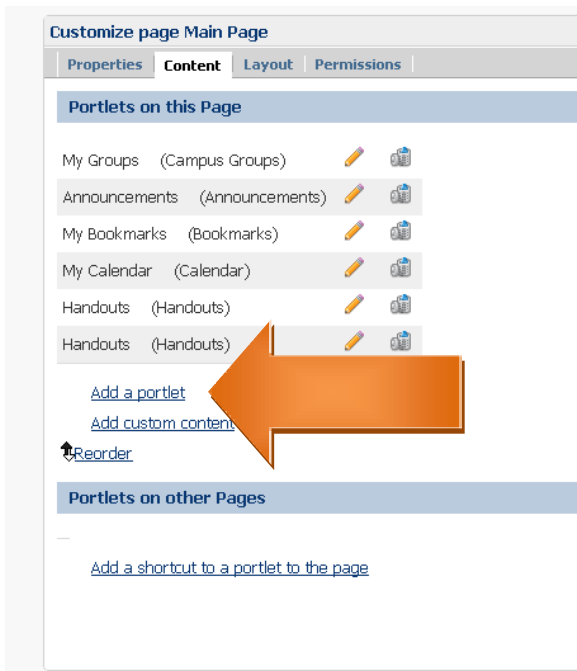 Customize page Main Page
Properties Content Layout Permissions
Portlets on this Page
My Groups (Campus Groups)
Announcements (Announcements)
My Bookmarks (Bookmarks)
My Calendar (Calendar)
Handouts (Handouts)
Handouts (Handouts)
Add a portlet
Add custom content
Reorder
Portlets on other Pages
Add a shortcut to a portlet to the page